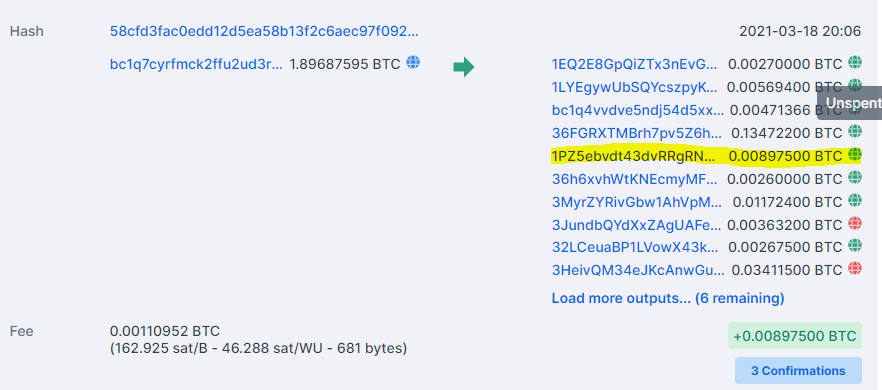 Hash 58cfd3fac0edd12d5ea58b13f2c6aec97f092... 2021-03-18 20:06
bc1q7cyrfmck2ffu2ud3r... 1.89687595 BTC 1EQ2E8GpQiZTx3nEvG... 0.00270000 BTC
1LYEgywUbSQYcszpyK... 0.00569400 BTC
Unspent
bc1q4vvdve5ndj54d5xx... 0.00471366 BTC
36FGRXTMBrh7pv5Z6h... 0.13472200 BTC
1PZ5ebvdt43dvRRgRN... 0.00897500 BTC
36h6xvhWtKNEcmyMF... 0.00260000 BTC
3MyrZYRivGbw1AhVpM... 0.01172400 BTC
3JundbQYdXxZAgUAFe... 0.00363200 BTC
32LCeuaBP1LVowX43k... 0.00267500 BTC
3HeivQM34eJKcAnwGu... 0.03411500 BTC
Load more outputs... (6 remaining)
Fee 0.00110952 BTC
(162.925 sat/B - 46.288 sat/WU - 681 bytes)
+0.00897500 BTC
3 Confirmations